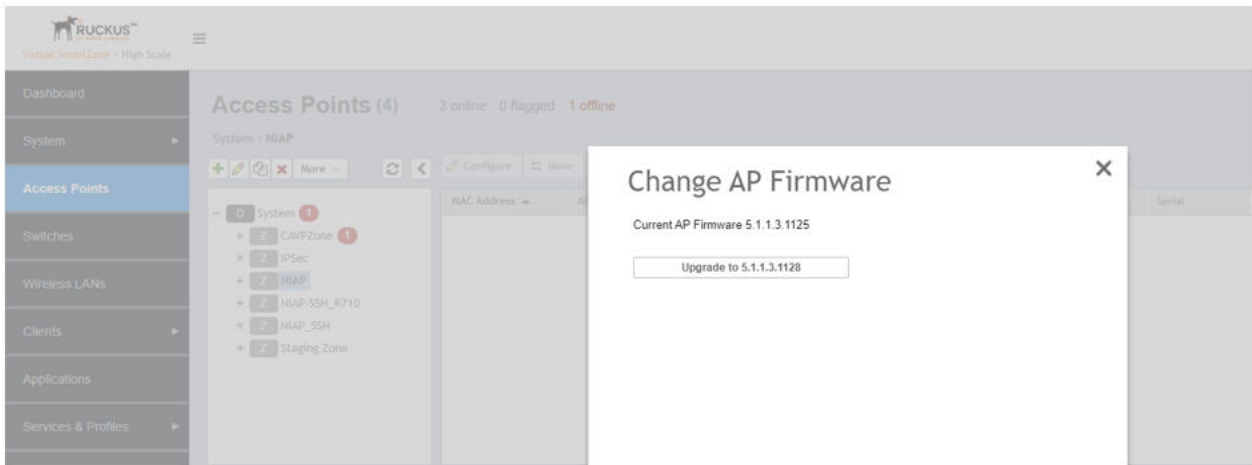 RUCKUS™
Virtual SmartZone - High Scale
Dashboard
System
Access Points
Switches
Wireless LANs
Clients
Applications
Services & Profiles
Access Points (4) 3 online 0 flagged 1 offline
System > NIAP
More
Configure Move
MAC Address
Serial
D System 1
Z CAVPZone 1
Z IPSec
Z NIAP
Z NIAP-SSH_R710
Z NIAP_SSH
Z Staging Zone
Change AP Firmware
Current AP Firmware 5.1.1.3.1125
Upgrade to 5.1.1.3.1128